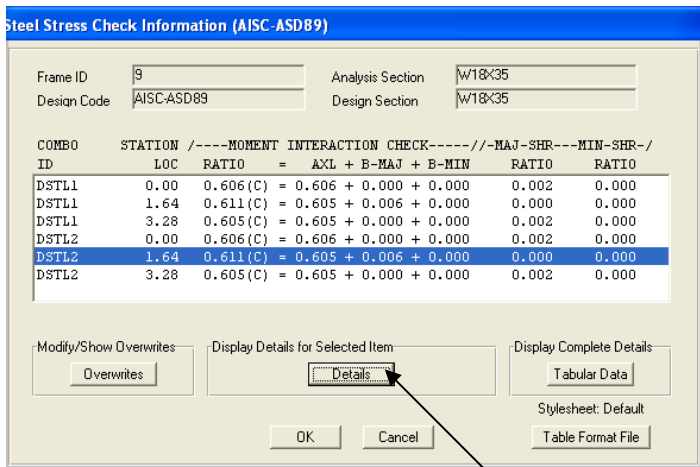 Steel Stress Check Information (AISC-ASD89)
Frame ID 9 Analysis Section W18X35
Design Code AISC-ASD89 Design Section W18X35
COMBO STATION /----MOMENT INTERACTION CHECK-----//-MAJ-SHR---MIN-SHR-/
ID LOC RATIO = AXL + B-MAJ + B-MIN RATIO RATIO
DSTL1 0.00 0.606(C) = 0.606 + 0.000 + 0.000 0.002 0.000
DSTL1 1.64 0.611(C) = 0.605 + 0.006 + 0.000 0.000 0.000
DSTL1 3.28 0.605(C) = 0.605 + 0.000 + 0.000 0.002 0.000
DSTL2 0.00 0.606(C) = 0.606 + 0.000 + 0.000 0.002 0.000
DSTL2 1.64 0.611(C) = 0.605 + 0.006 + 0.000 0.000 0.000
DSTL2 3.28 0.605(C) = 0.605 + 0.000 + 0.000 0.002 0.000
Modify/Show Overwrites Display Details for Selected Item Display Complete Details
Overwrites Details Tabular Data
Stylesheet: Default
OK Cancel Table Format File